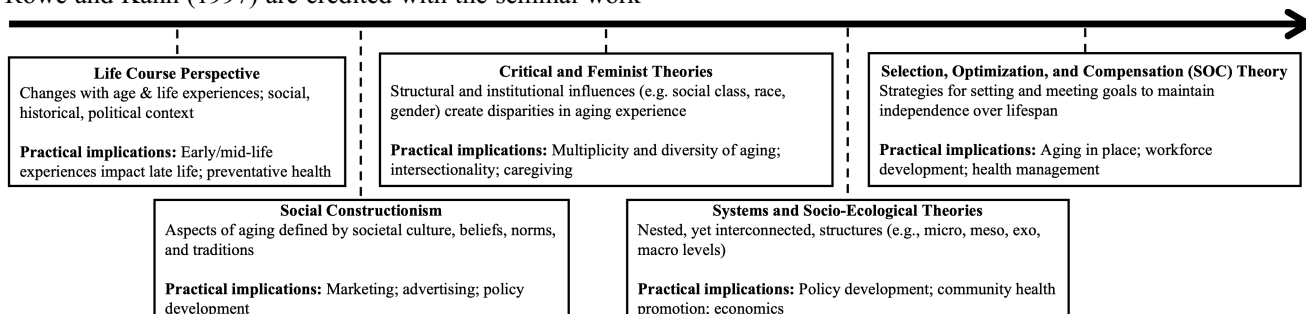 Rowe and Kahn (1997) are credited with the seminal work
Life Course Perspective
Changes with age & life experiences; social,
historical, political context
Practical implications: Early/mid-life
experiences impact late life; preventative health
Critical and Feminist Theories
Structural and institutional influences (e.g. social class, race,
gender) create disparities in aging experience
Practical implications: Multiplicity and diversity of aging;
intersectionality; caregiving
Selection, Optimization, and Compensation (SOC) Theory
Strategies for setting and meeting goals to maintain
independence over lifespan
Practical implications: Aging in place; workforce
development; health management
Social Constructionism
Aspects of aging defined by societal culture, beliefs, norms,
and traditions
Practical implications: Marketing; advertising; policy
development
Systems and Socio-Ecological Theories
Nested, yet interconnected, structures (e.g., micro, meso, exo,
macro levels)
Practical implications: Policy development; community health
promotion; economics